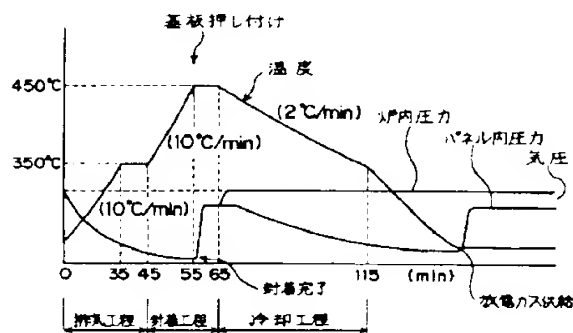 基板押し付け
450℃
温度
(2℃/min)
炉内圧力
パネル内圧力
気圧
(10℃/min)
350℃
(10℃/min)
0 35 45 55 65 115 (min)
封着完了
放電ガス供給
排気工程 封着工程 冷却工程